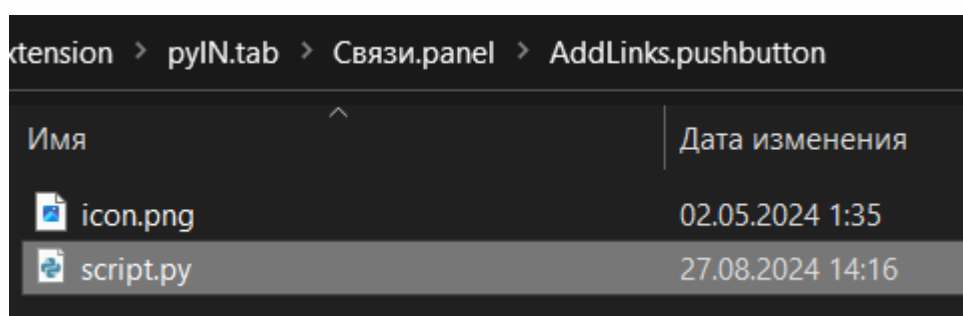 xtension > pyIN.tab > Связи.panel > AddLinks.pushbutton
Имя Дата изменения
icon.png 02.05.2024 1:35
script.py 27.08.2024 14:16